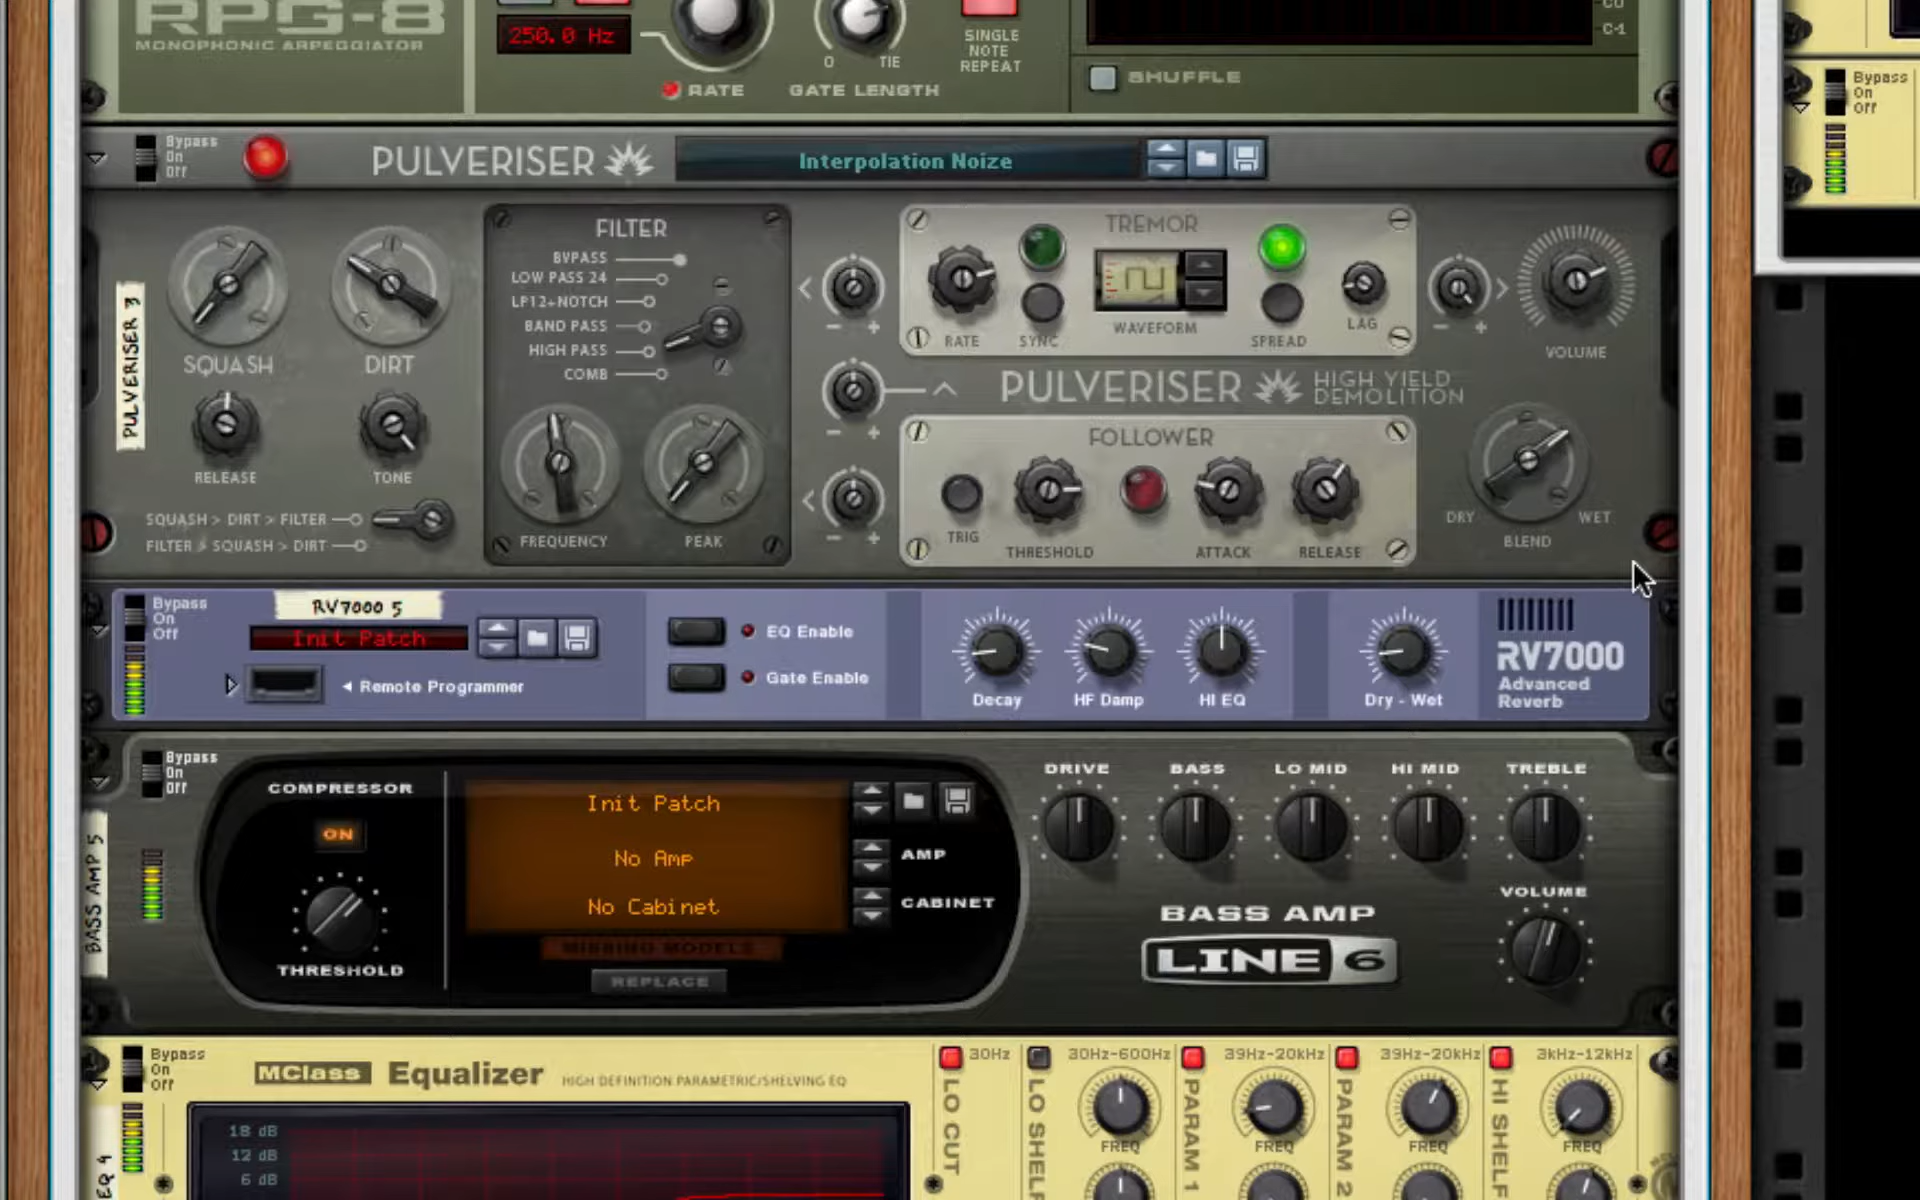 RPG-8
MONOPHONIC ARPEGGIATOR
250.0 Hz
RATE
O TIE
GATE LENGTH
SINGLE
NOTE
REPEAT
SHUFFLE
C0
C-1
Bypass
On
Off
Bypass
On
Off
PULVERISER
Interpolation Noize
PULVERISER 3
SQUASH
DIRT
RELEASE
TONE
SQUASH > DIRT > FILTER
FILTER > SQUASH > DIRT
FILTER
BYPASS
LOW PASS 24
LP12+NOTCH
BAND PASS
HIGH PASS
COMB
FREQUENCY
PEAK
TREMOR
RATE
SYNC
WAVEFORM
SPREAD
LAG
VOLUME
PULVERISER HIGH YIELD
DEMOLITION
FOLLOWER
TRIG
THRESHOLD
ATTACK
RELEASE
DRY
WET
BLEND
Bypass
On
Off
RV7000 5
Init Patch
Remote Programmer
EQ Enable
Gate Enable
Decay
HF Damp
HI EQ
Dry - Wet
RV7000
Advanced
Reverb
Bypass
On
Off
BASS AMP 5
COMPRESSOR
ON
THRESHOLD
Init Patch
No Amp
No Cabinet
AMP
CABINET
MISSING MODELS
REPLACE
DRIVE
BASS
LO MID
HI MID
TREBLE
VOLUME
BASS AMP
LINE 6
Bypass
On
Off
EQ 4
MClass Equalizer HIGH DEFINITION PARAMETRIC/SHELVING EQ
18 dB
12 dB
6 dB
30Hz
LO CUT
30Hz-600Hz
LO SHELF
FREQ
39Hz-20kHz
PARAM 1
FREQ
39Hz-20kHz
PARAM 2
FREQ
3kHz-12kHz
HI SHELF
FREQ